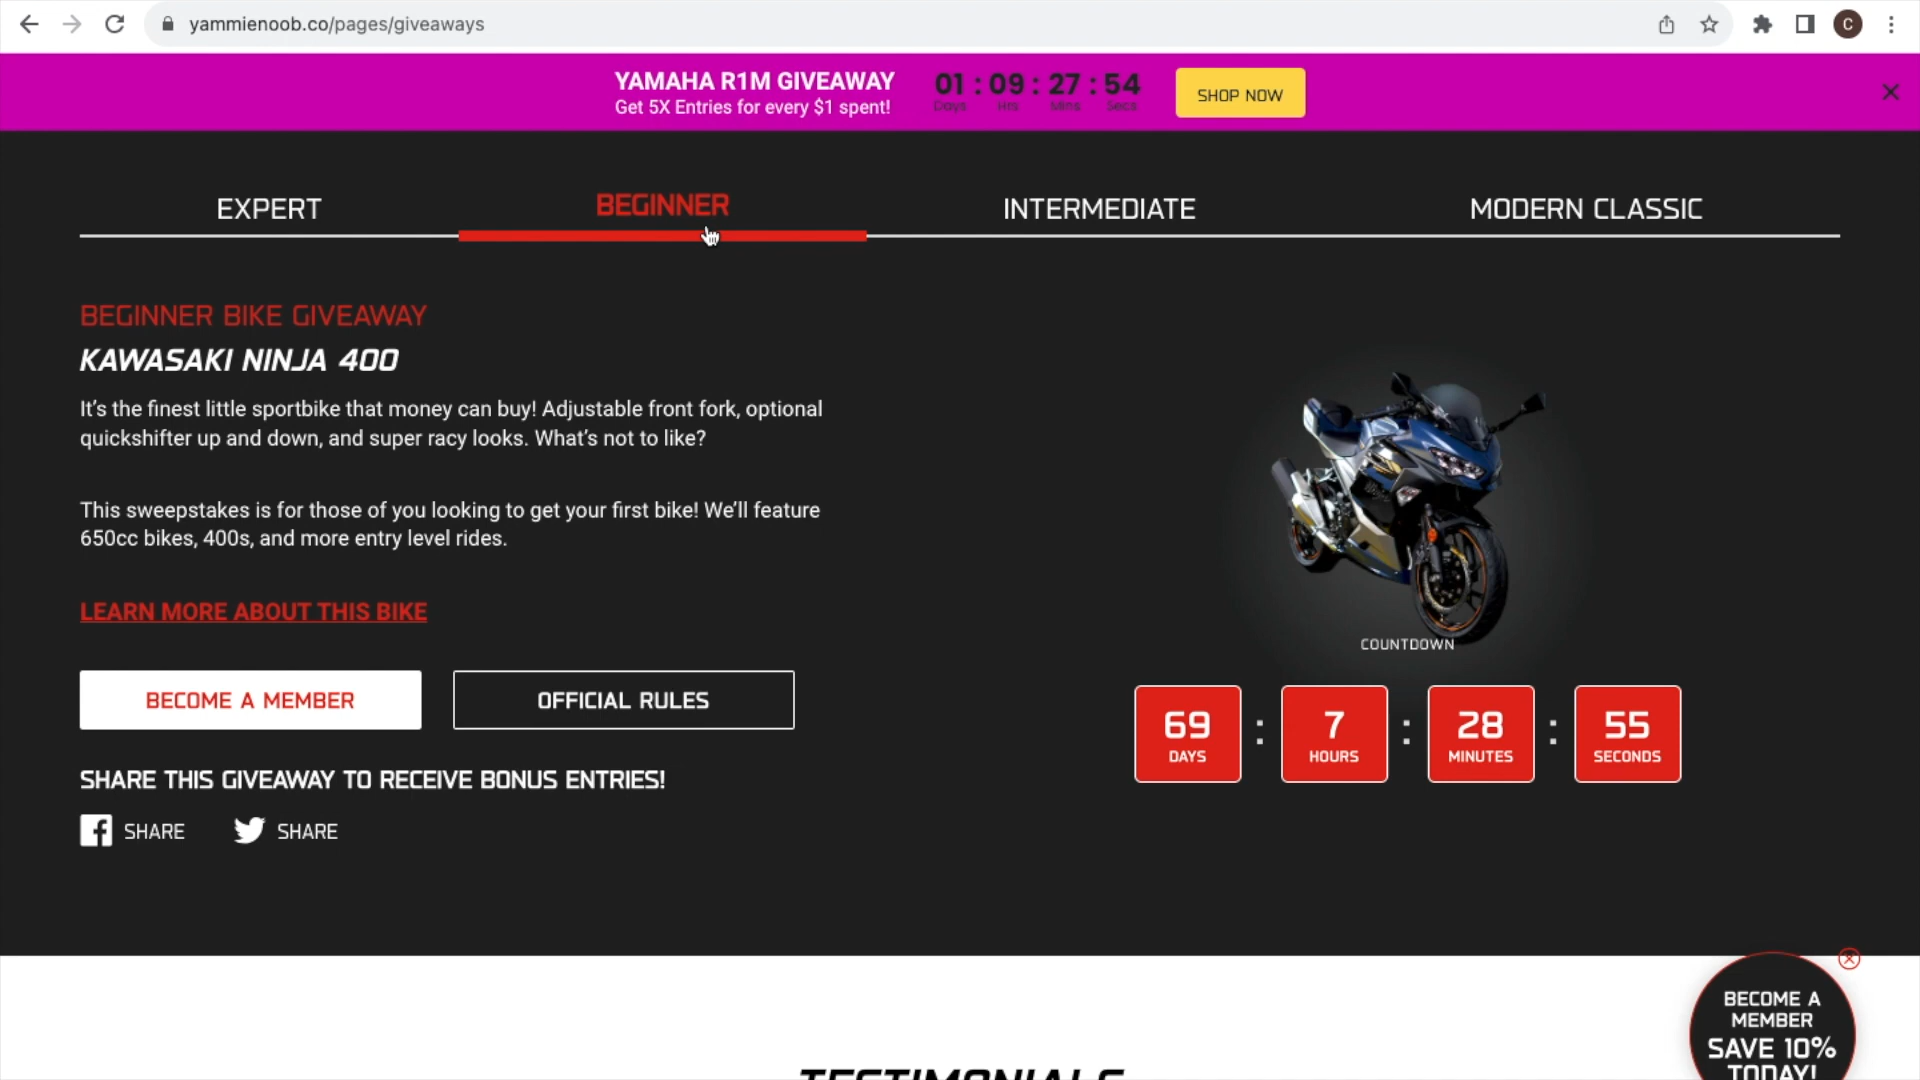 yammienoob.co/pages/giveaways
C
YAMAHA R1M GIVEAWAY
Get 5X Entries for every $1 spent!
01 : 09 : 27 : 54
Days Hrs Mins Secs
SHOP NOW
EXPERT
BEGINNER
INTERMEDIATE
MODERN CLASSIC
BEGINNER BIKE GIVEAWAY
KAWASAKI NINJA 400
It's the finest little sportbike that money can buy! Adjustable front fork, optional
quickshifter up and down, and super racy looks. What's not to like?
This sweepstakes is for those of you looking to get your first bike! We'll feature
650cc bikes, 400s, and more entry level rides.
LEARN MORE ABOUT THIS BIKE
BECOME A MEMBER
OFFICIAL RULES
SHARE THIS GIVEAWAY TO RECEIVE BONUS ENTRIES!
SHARE
SHARE
COUNTDOWN
69 : 7 : 28 : 55
DAYS HOURS MINUTES SECONDS
BECOME A
MEMBER
SAVE 10%
TODAY!
TESTIMONIALS